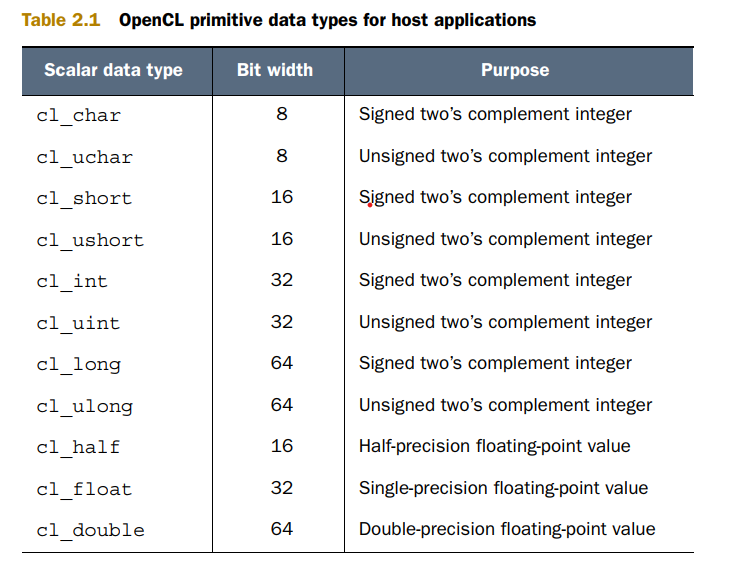 Table 2.1 OpenCL primitive data types for host applications
Scalar data type Bit width Purpose
cl_char 8 Signed two's complement integer
cl_uchar 8 Unsigned two's complement integer
cl_short 16 Signed two's complement integer
cl_ushort 16 Unsigned two's complement integer
cl_int 32 Signed two's complement integer
cl_uint 32 Unsigned two's complement integer
cl_long 64 Signed two's complement integer
cl_ulong 64 Unsigned two's complement integer
cl_half 16 Half-precision floating-point value
cl_float 32 Single-precision floating-point value
cl_double 64 Double-precision floating-point value